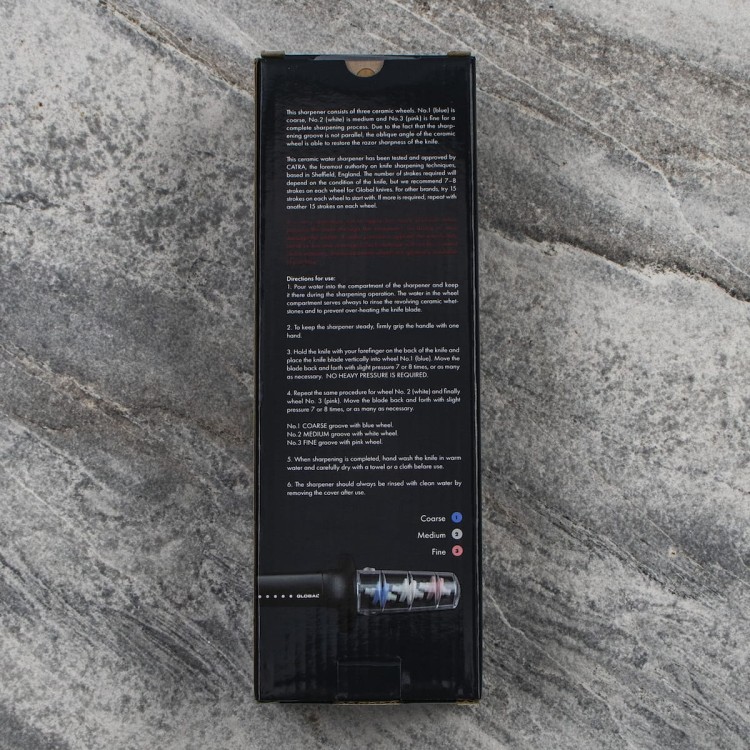 This sharpener consists of three ceramic wheels. No.1 (blue) is
coarse, No.2 (white) is medium and No.3 (pink) is fine for a
complete sharpening process. Due to the fact that the sharp-
ening groove is not parallel, the oblique angle of the ceramic
wheel is able to restore the razor sharpness of the knife.
This ceramic water sharpener has been tested and approved by
CATRA, the foremost authority on knife sharpening techniques,
based in Sheffield, England. The number of strokes required will
depend on the condition of the knife, but we recommend 7–8
strokes on each wheel for Global knives. For other brands, try 15
strokes on each wheel to start with. If more is required, repeat with
another 15 strokes on each wheel.
Directions for use:
1. Pour water into the compartment of the sharpener and keep
it there during the sharpening operation. The water in the wheel
compartment serves always to rinse the revolving ceramic whet-
stones and to prevent over-heating the knife blade.
2. To keep the sharpener steady, firmly grip the handle with one
hand.
3. Hold the knife with your forefinger on the back of the knife and
place the knife blade vertically into wheel No.1 (blue). Move the
blade back and forth with slight pressure 7 or 8 times, or as many
as necessary. NO HEAVY PRESSURE IS REQUIRED.
4. Repeat the same procedure for wheel No. 2 (white) and finally
wheel No. 3 (pink). Move the blade back and forth with slight
pressure 7 or 8 times, or as many as necessary.
No.1 COARSE groove with blue wheel.
No.2 MEDIUM groove with white wheel.
No.3 FINE groove with pink wheel.
5. When sharpening is completed, hand wash the knife in warm
water and carefully dry with a towel or a cloth before use.
6. The sharpener should always be rinsed with clean water by
removing the cover after use.
Coarse 1
Medium 2
Fine 3
GLOBAL